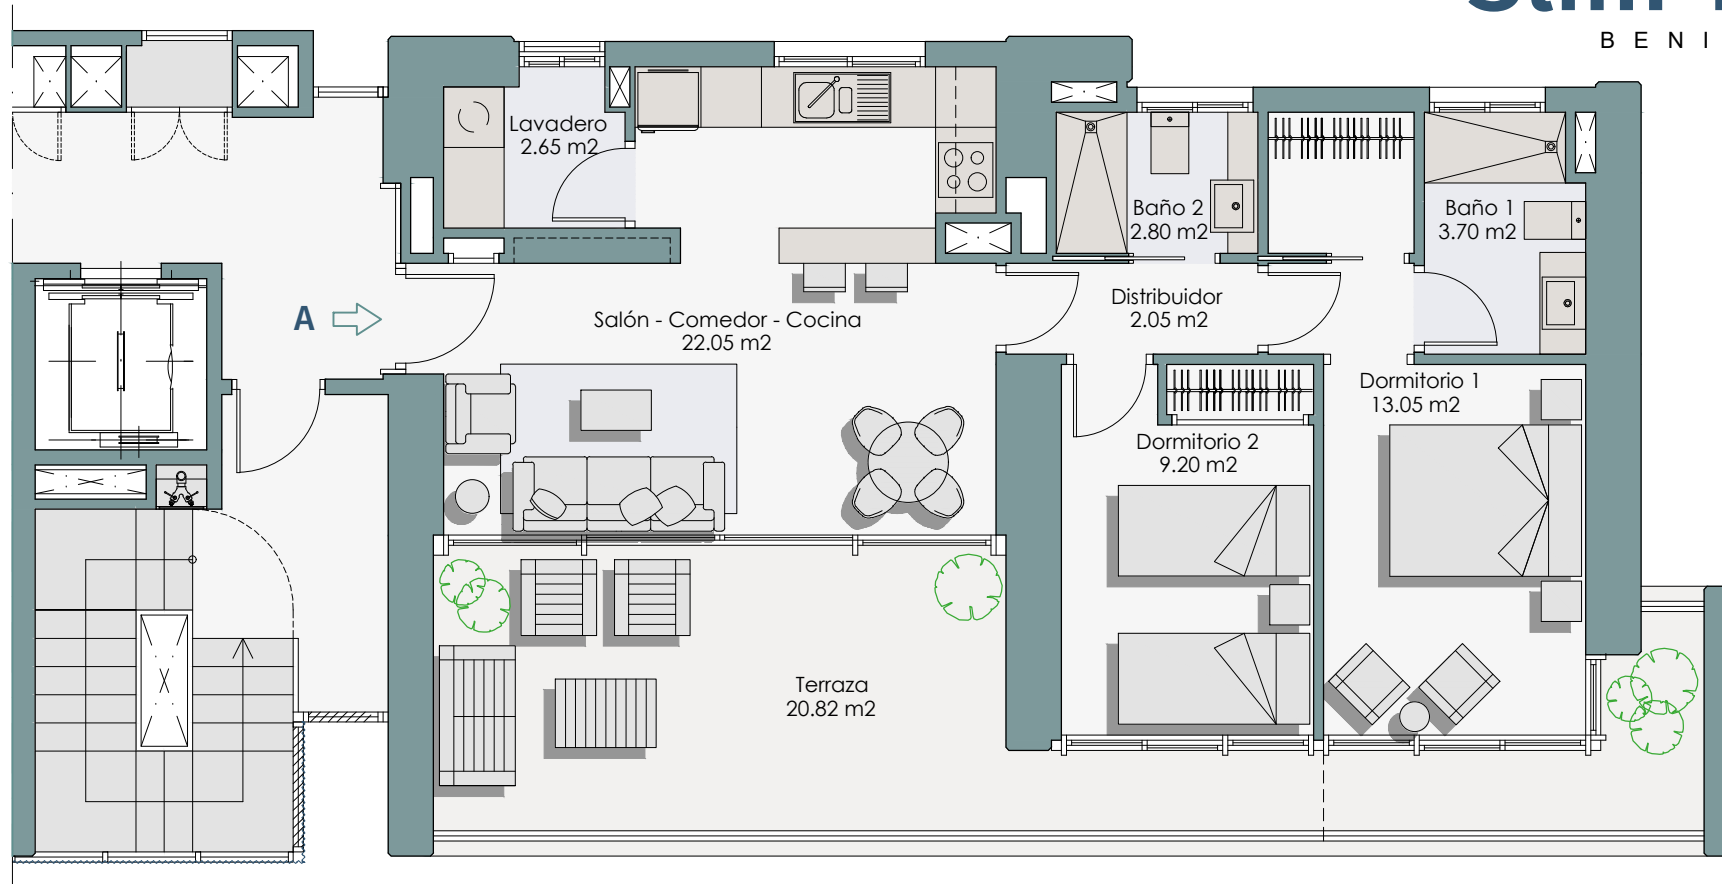 BENI
Lavadero
2.65 m2
Baño 2
2.80 m2
Baño 1
3.70 m2
A
Salón - Comedor - Cocina
22.05 m2
Distribuidor
2.05 m2
Dormitorio 1
13.05 m2
Dormitorio 2
9.20 m2
Terraza
20.82 m2